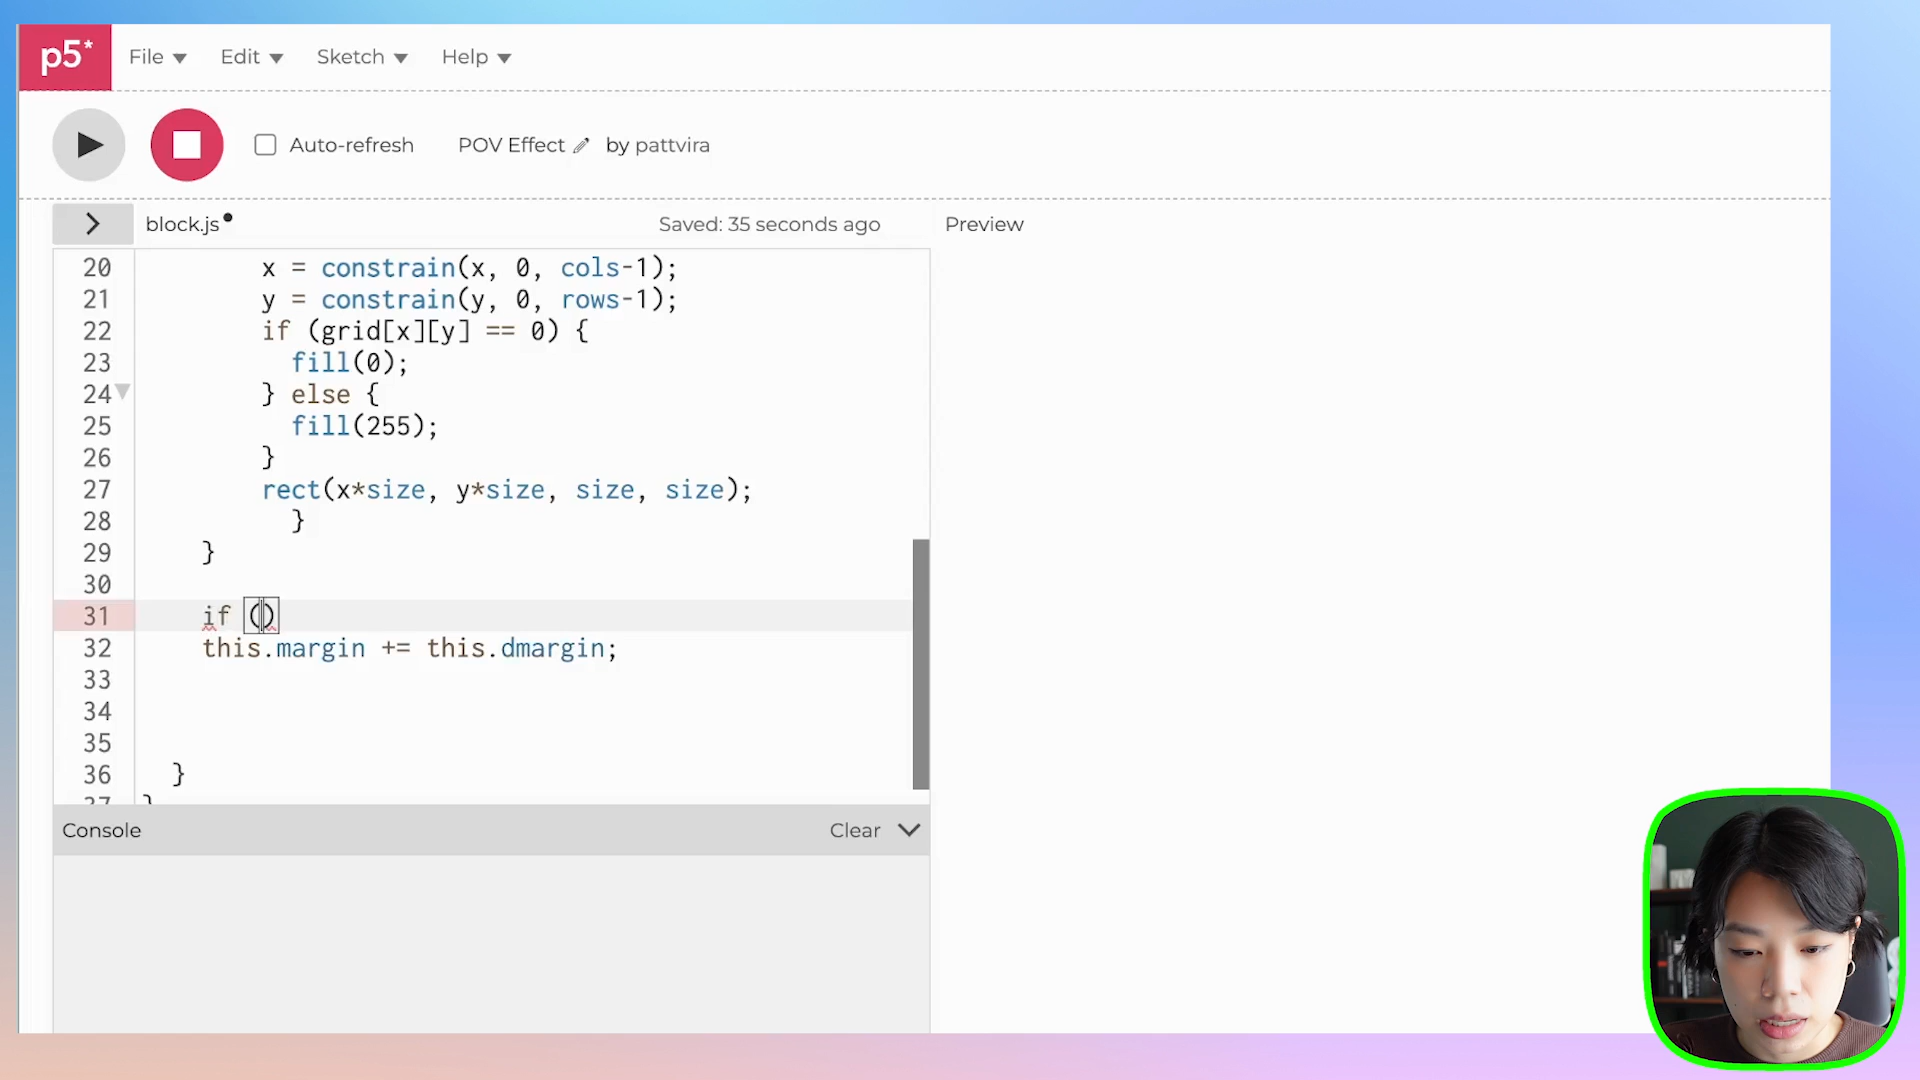 p5*
File Edit Sketch Help
Auto-refresh POV Effect by pattvira
block.js Saved: 35 seconds ago Preview
20 x = constrain(x, 0, cols-1);
21 y = constrain(y, 0, rows-1);
22 if (grid[x][y] == 0) {
23 fill(0);
24 } else {
25 fill(255);
26 }
27 rect(x*size, y*size, size, size);
28 }
29 }
30
31 if ()
32 this.margin += this.dmargin;
33
34
35
36 }
37 }
Console Clear